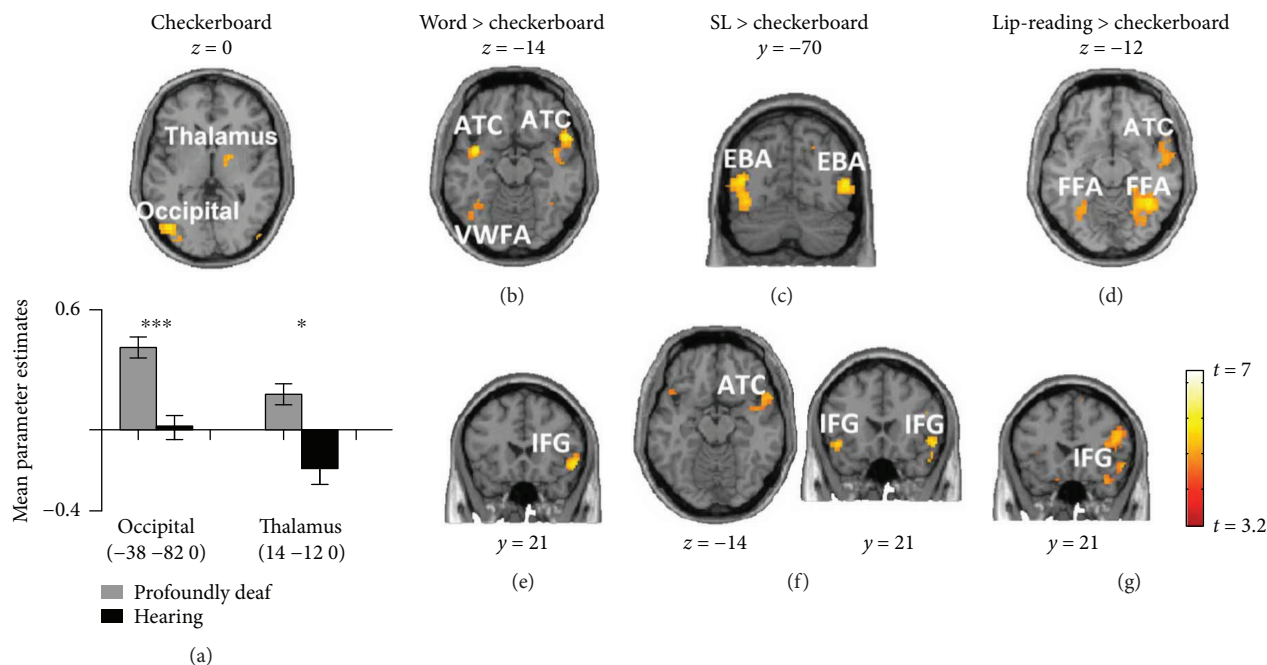 Checkerboard
z = 0
Thalamus
Occipital
Word > checkerboard
z = −14
ATC
ATC
VWFA
(b)
SL > checkerboard
y = −70
EBA
EBA
(c)
Lip-reading > checkerboard
z = −12
ATC
FFA
FFA
(d)
Mean parameter estimates
0.6
−0.4
***
*
Occipital
(−38 −82 0)
Thalamus
(14 −12 0)
Profoundly deaf
Hearing
(a)
IFG
y = 21
(e)
ATC
z = −14
IFG
IFG
y = 21
(f)
IFG
y = 21
(g)
t = 7
t = 3.2